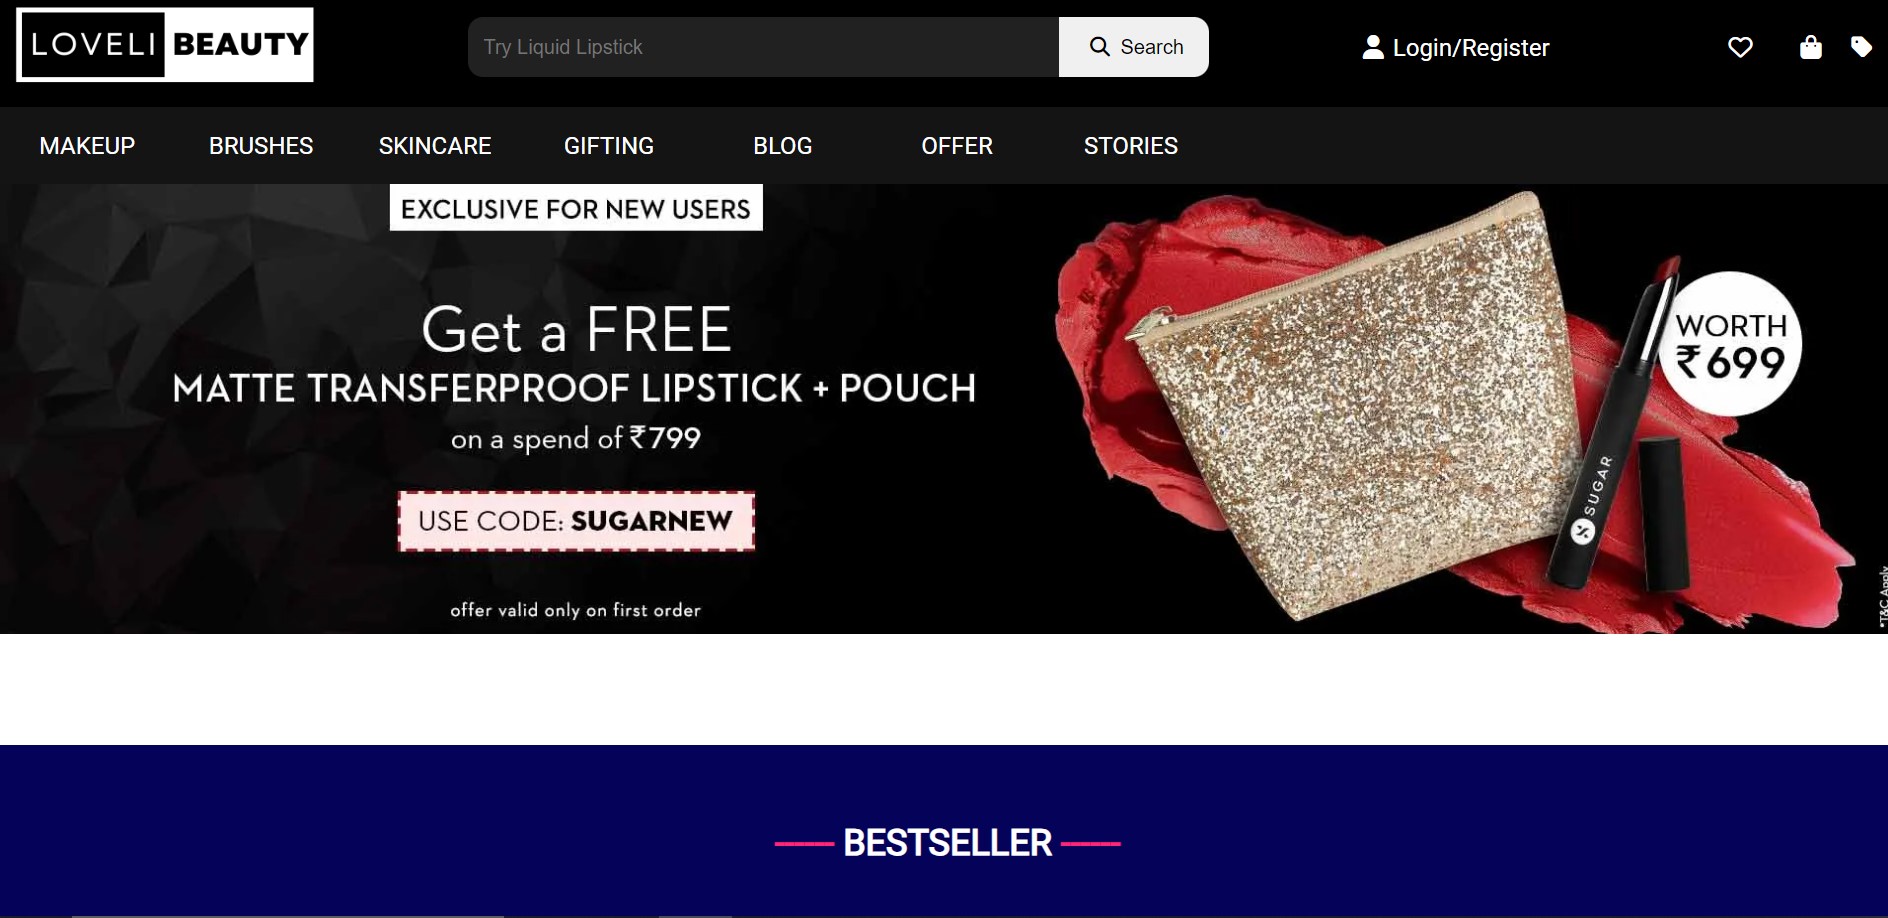 LOVELI BEAUTY
Try Liquid Lipstick
Search
Login/Register
MAKEUP
BRUSHES
SKINCARE
GIFTING
BLOG
OFFER
STORIES
EXCLUSIVE FOR NEW USERS
Get a FREE
MATTE TRANSFERPROOF LIPSTICK + POUCH
on a spend of ₹799
USE CODE: SUGARNEW
offer valid only on first order
WORTH
₹699
SUGAR
*T&C Apply
BESTSELLER